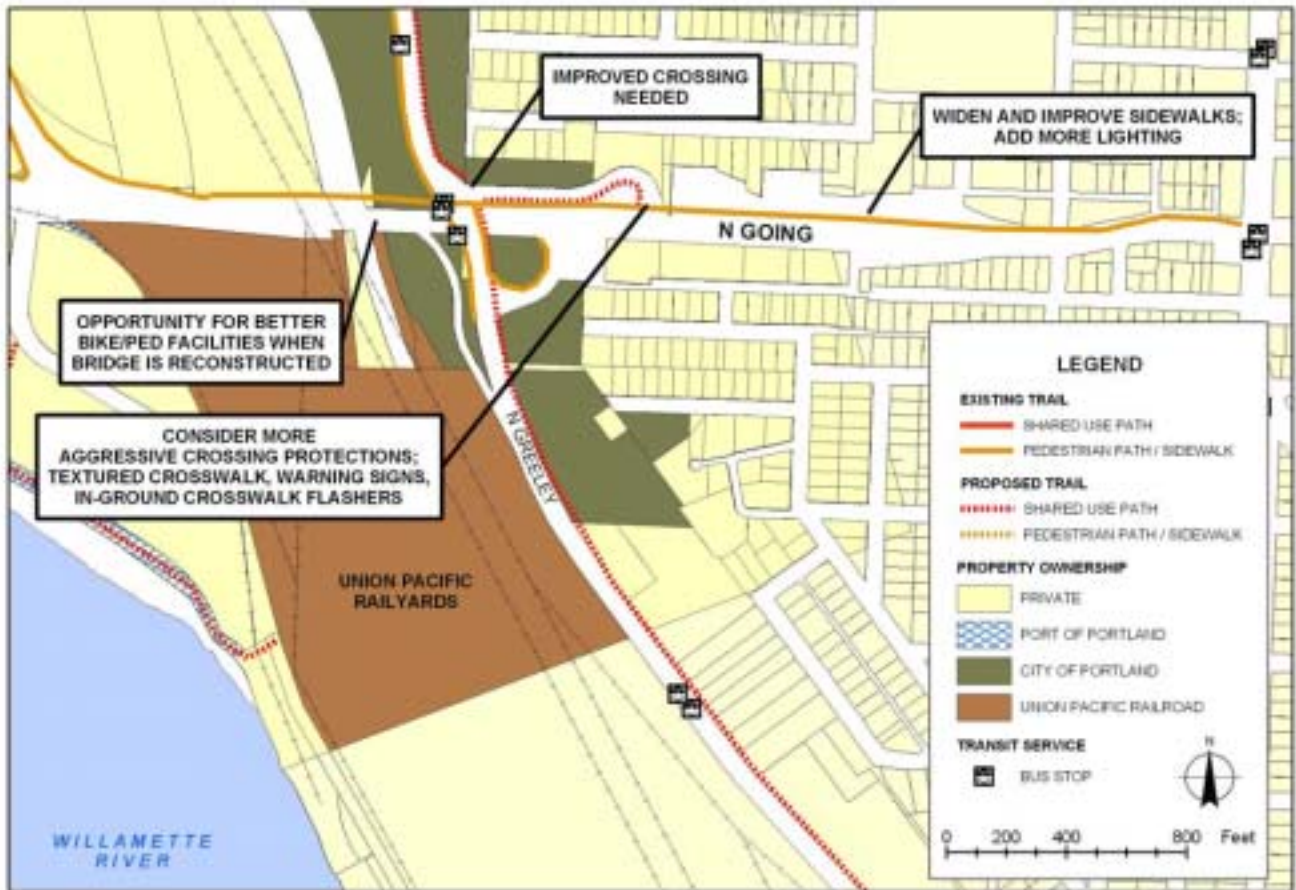 IMPROVED CROSSING
NEEDED
WIDEN AND IMPROVE SIDEWALKS;
ADD MORE LIGHTING
N GOING
OPPORTUNITY FOR BETTER
BIKE/PED FACILITIES WHEN
BRIDGE IS RECONSTRUCTED
CONSIDER MORE
AGGRESSIVE CROSSING PROTECTIONS;
TEXTURED CROSSWALK, WARNING SIGNS,
IN-GROUND CROSSWALK FLASHERS
N GREELEY
UNION PACIFIC
RAILYARDS
WILLAMETTE
RIVER
LEGEND
EXISTING TRAIL
SHARED USE PATH
PEDESTRIAN PATH / SIDEWALK
PROPOSED TRAIL
SHARED USE PATH
PEDESTRIAN PATH / SIDEWALK
PROPERTY OWNERSHIP
PRIVATE
PORT OF PORTLAND
CITY OF PORTLAND
UNION PACIFIC RAILROAD
TRANSIT SERVICE
BUS STOP
N
0 200 400 800 Feet